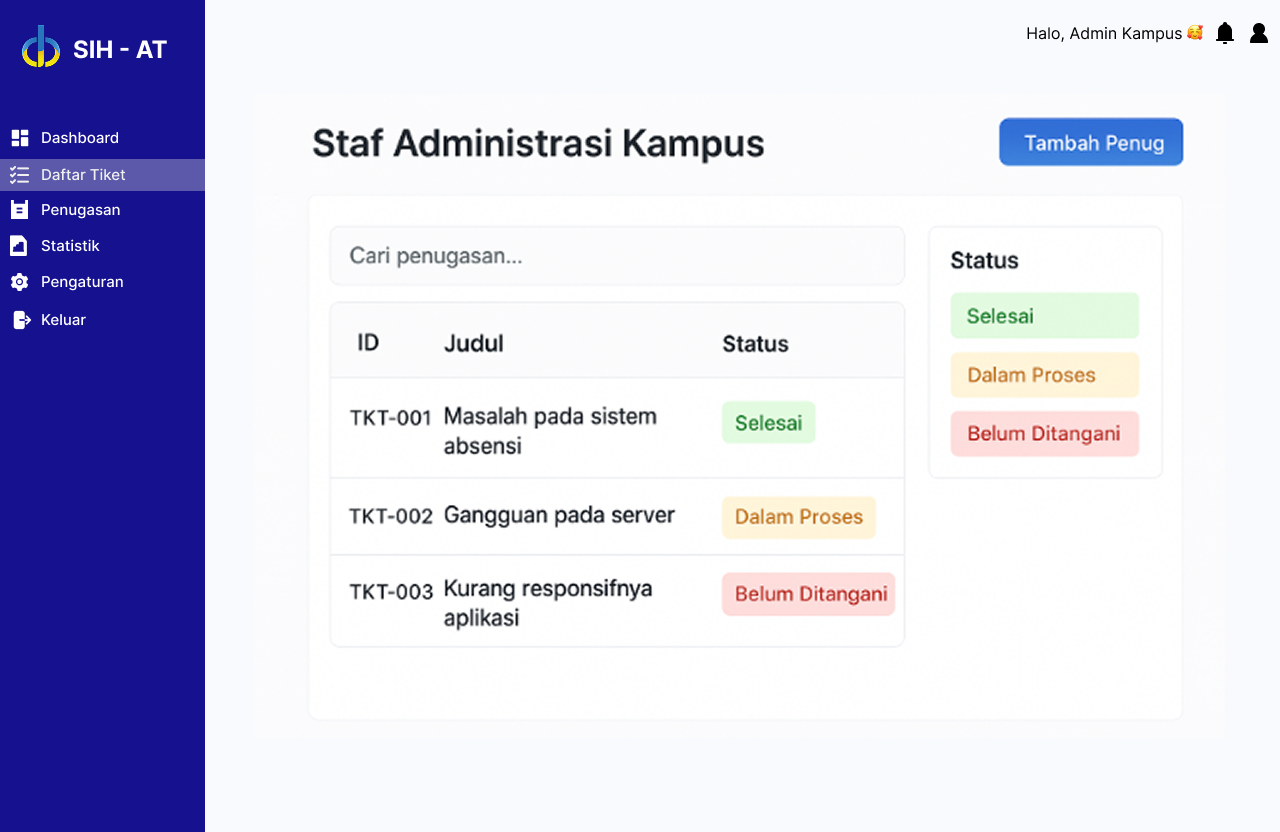 SIH - AT
Halo, Admin Kampus 🥰
Dashboard
Daftar Tiket
Penugasan
Statistik
Pengaturan
Keluar
Staf Administrasi Kampus
Tambah Penug
Cari penugasan...
ID Judul Status
TKT-001 Masalah pada sistem
absensi
Selesai
TKT-002 Gangguan pada server Dalam Proses
TKT-003 Kurang responsifnya
aplikasi
Belum Ditangani
Status
Selesai
Dalam Proses
Belum Ditangani